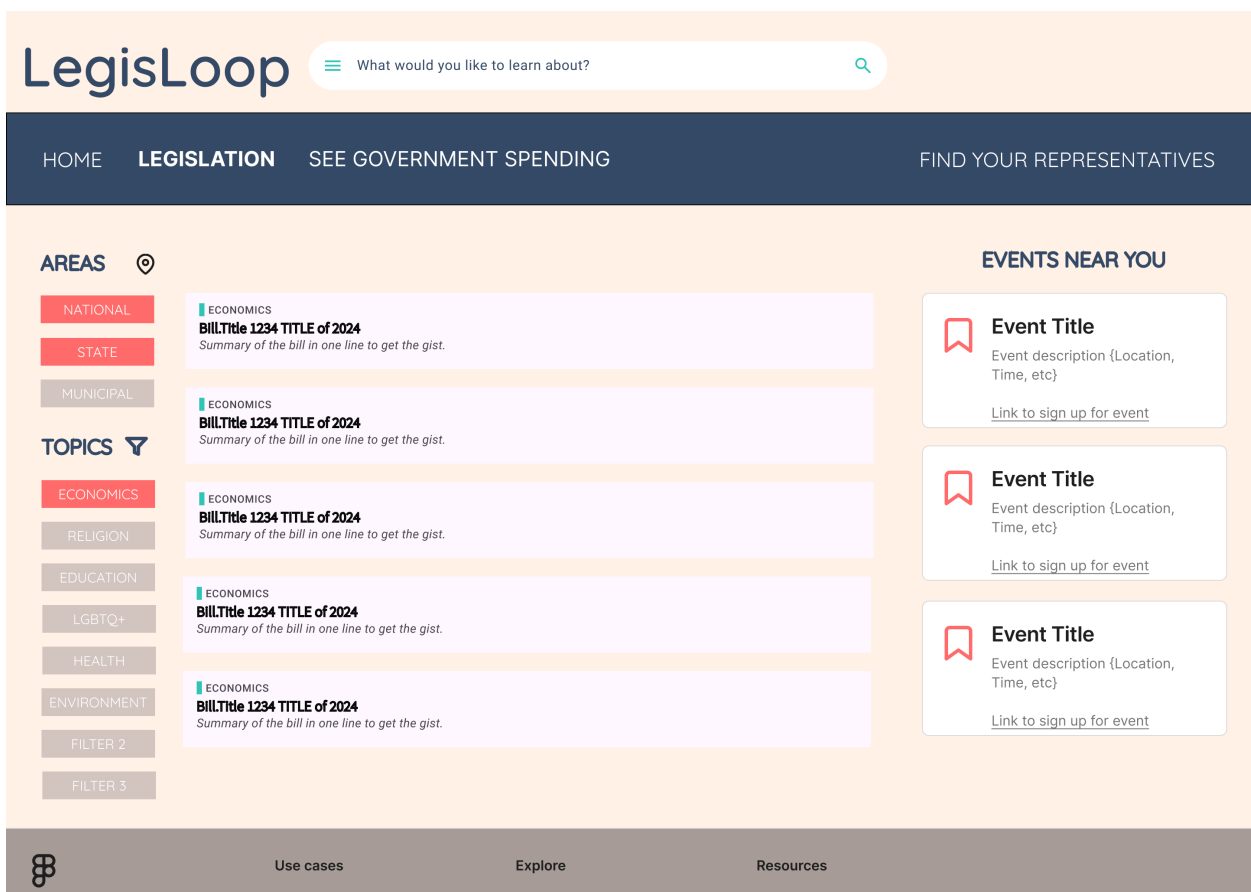 LegisLoop
What would you like to learn about?
HOME
LEGISLATION
SEE GOVERNMENT SPENDING
FIND YOUR REPRESENTATIVES
AREAS
NATIONAL
STATE
MUNICIPAL
TOPICS
ECONOMICS
RELIGION
EDUCATION
LGBTQ+
HEALTH
ENVIRONMENT
FILTER 2
FILTER 3
ECONOMICS
Bill.Title 1234 TITLE of 2024
Summary of the bill in one line to get the gist.
ECONOMICS
Bill.Title 1234 TITLE of 2024
Summary of the bill in one line to get the gist.
ECONOMICS
Bill.Title 1234 TITLE of 2024
Summary of the bill in one line to get the gist.
ECONOMICS
Bill.Title 1234 TITLE of 2024
Summary of the bill in one line to get the gist.
ECONOMICS
Bill.Title 1234 TITLE of 2024
Summary of the bill in one line to get the gist.
EVENTS NEAR YOU
Event Title
Event description {Location,
Time, etc}
Link to sign up for event
Event Title
Event description {Location,
Time, etc}
Link to sign up for event
Event Title
Event description {Location,
Time, etc}
Link to sign up for event
Use cases
Explore
Resources